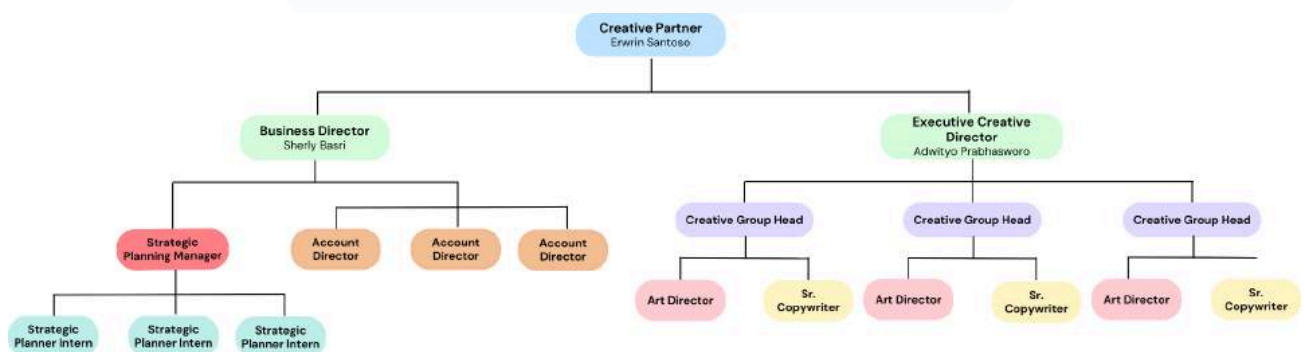 Creative Partner
Erwrin Santoso
Business Director
Sherly Basri
Executive Creative
Director
Adwityo Prabhasworo
Creative Group Head
Creative Group Head
Creative Group Head
Strategic
Planning Manager
Account
Director
Account
Director
Account
Director
Art Director
Sr.
Copywriter
Art Director
Sr.
Copywriter
Art Director
Sr.
Copywriter
Strategic
Planner Intern
Strategic
Planner Intern
Strategic
Planner Intern